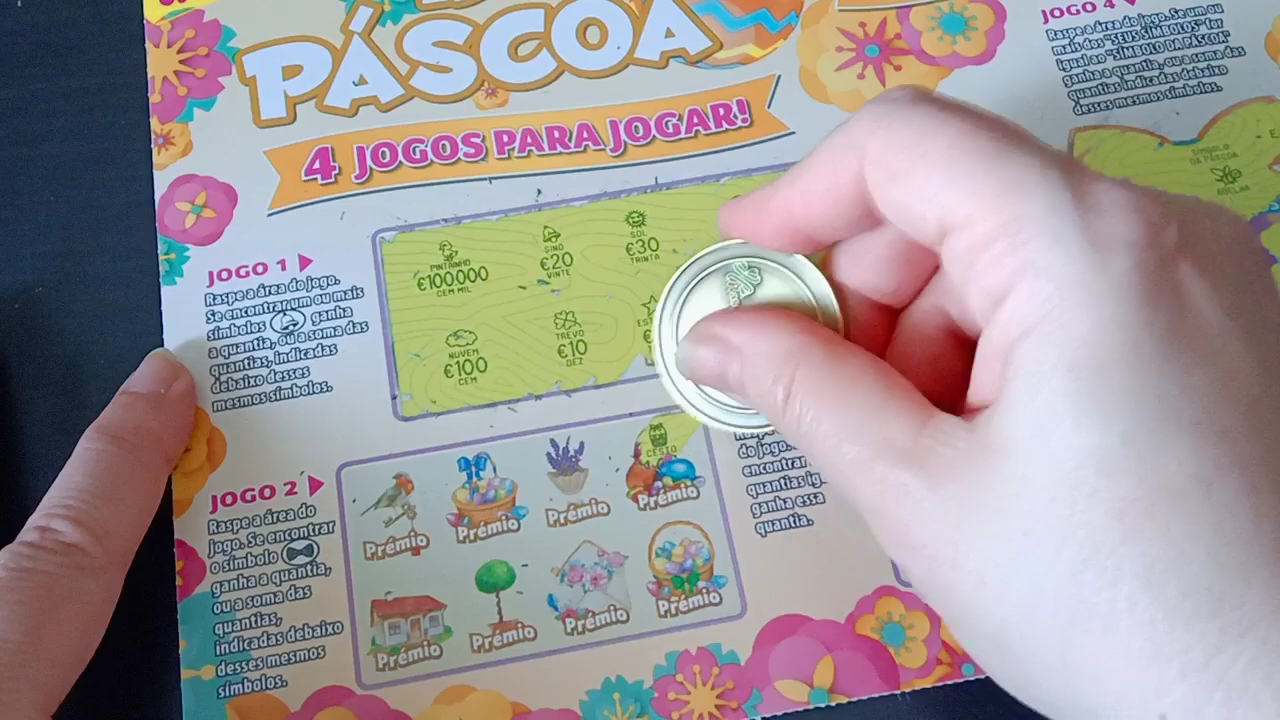 PÁSCOA
4 JOGOS PARA JOGAR!
JOGO 1
Raspe a área do jogo.
Se encontrar um ou mais
símbolos ganha
a quantia, ou a soma das
quantias, indicadas
debaixo desses
mesmos símbolos.
PINTAINHO
€100.000
CEM MIL
SINO
€20
VINTE
SOL
€30
TRINTA
NUVEM
€100
CEM
TREVO
€10
DEZ
JOGO 2
Raspe a área do
jogo. Se encontrar
o símbolo
ganha a quantia,
ou a soma das
quantias,
indicadas debaixo
desses mesmos
símbolos.
CESTO
Prémio
Prémio
Prémio
Prémio
Prémio
Prémio
Prémio
Prémio
do jogo.
encontrar
quantias
ganha essa
quantia.
JOGO 4
Raspe a área do jogo. Se um ou
mais dos "SEUS SÍMBOLOS" for
igual ao "SÍMBOLO DA PÁSCOA"
ganha a quantia, ou a soma das
quantias indicadas debaixo
desses mesmos símbolos.
SÍMBOLO
DA PÁSCOA
ABELHA